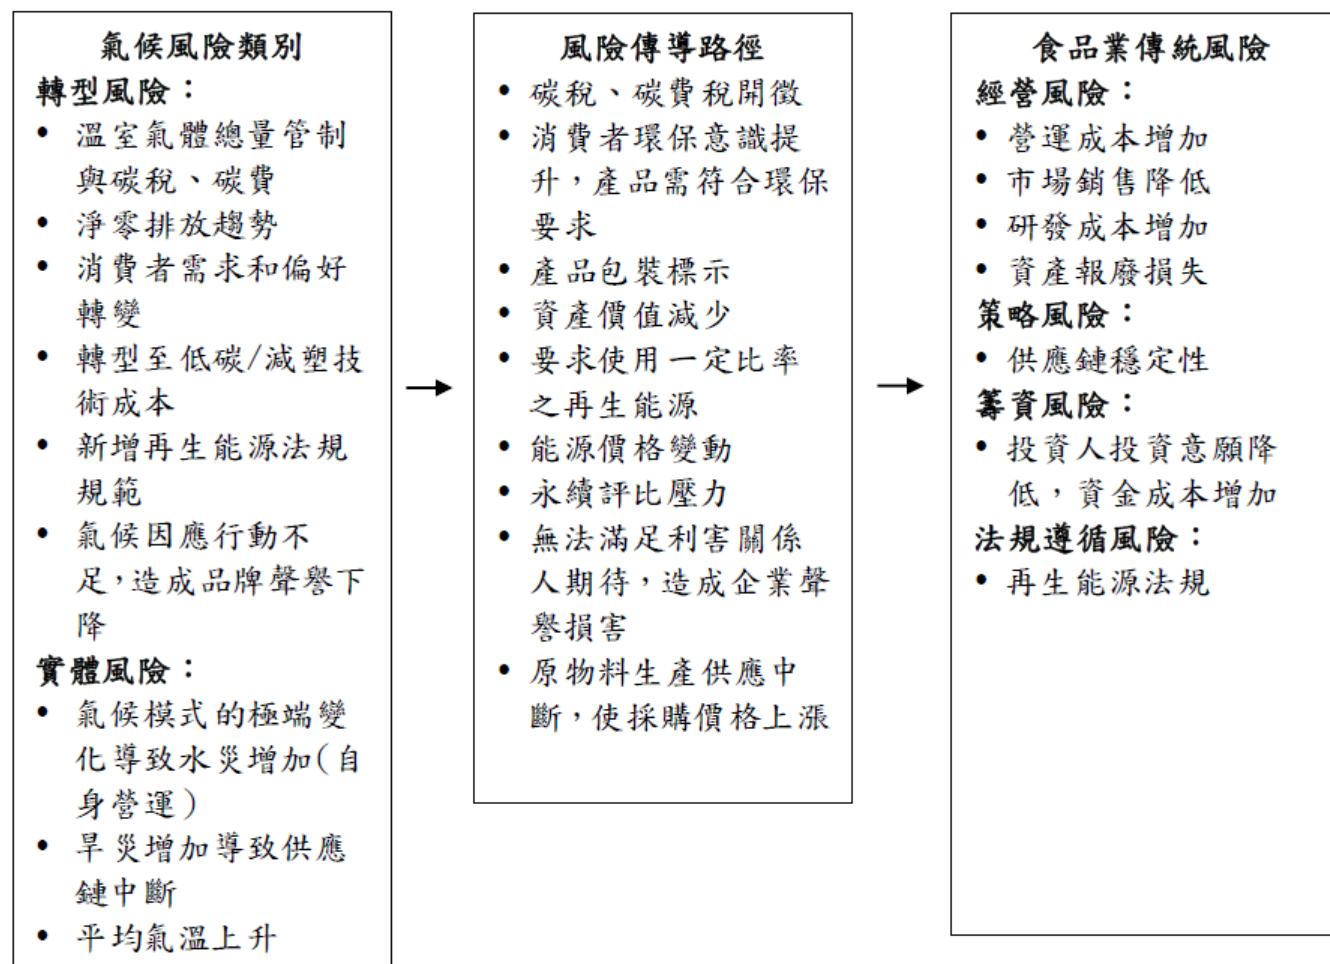 氣候風險類別
轉型風險：
• 溫室氣體總量管制
與碳稅、碳費
• 淨零排放趨勢
• 消費者需求和偏好
轉變
• 轉型至低碳/減塑技
術成本
• 新增再生能源法規
規範
• 氣候因應行動不
足，造成品牌聲譽下
降
實體風險：
• 氣候模式的極端變
化導致水災增加(自
身營運)
• 旱災增加導致供應
鏈中斷
• 平均氣溫上升
風險傳導路徑
• 碳稅、碳費稅開徵
• 消費者環保意識提
升，產品需符合環保
要求
• 產品包裝標示
• 資產價值減少
• 要求使用一定比率
之再生能源
• 能源價格變動
• 永續評比壓力
• 無法滿足利害關係
人期待，造成企業聲
譽損害
• 原物料生產供應中
斷，使採購價格上漲
食品業傳統風險
經營風險：
• 營運成本增加
• 市場銷售降低
• 研發成本增加
• 資產報廢損失
策略風險：
• 供應鏈穩定性
籌資風險：
• 投資人投資意願降
低，資金成本增加
法規遵循風險：
• 再生能源法規